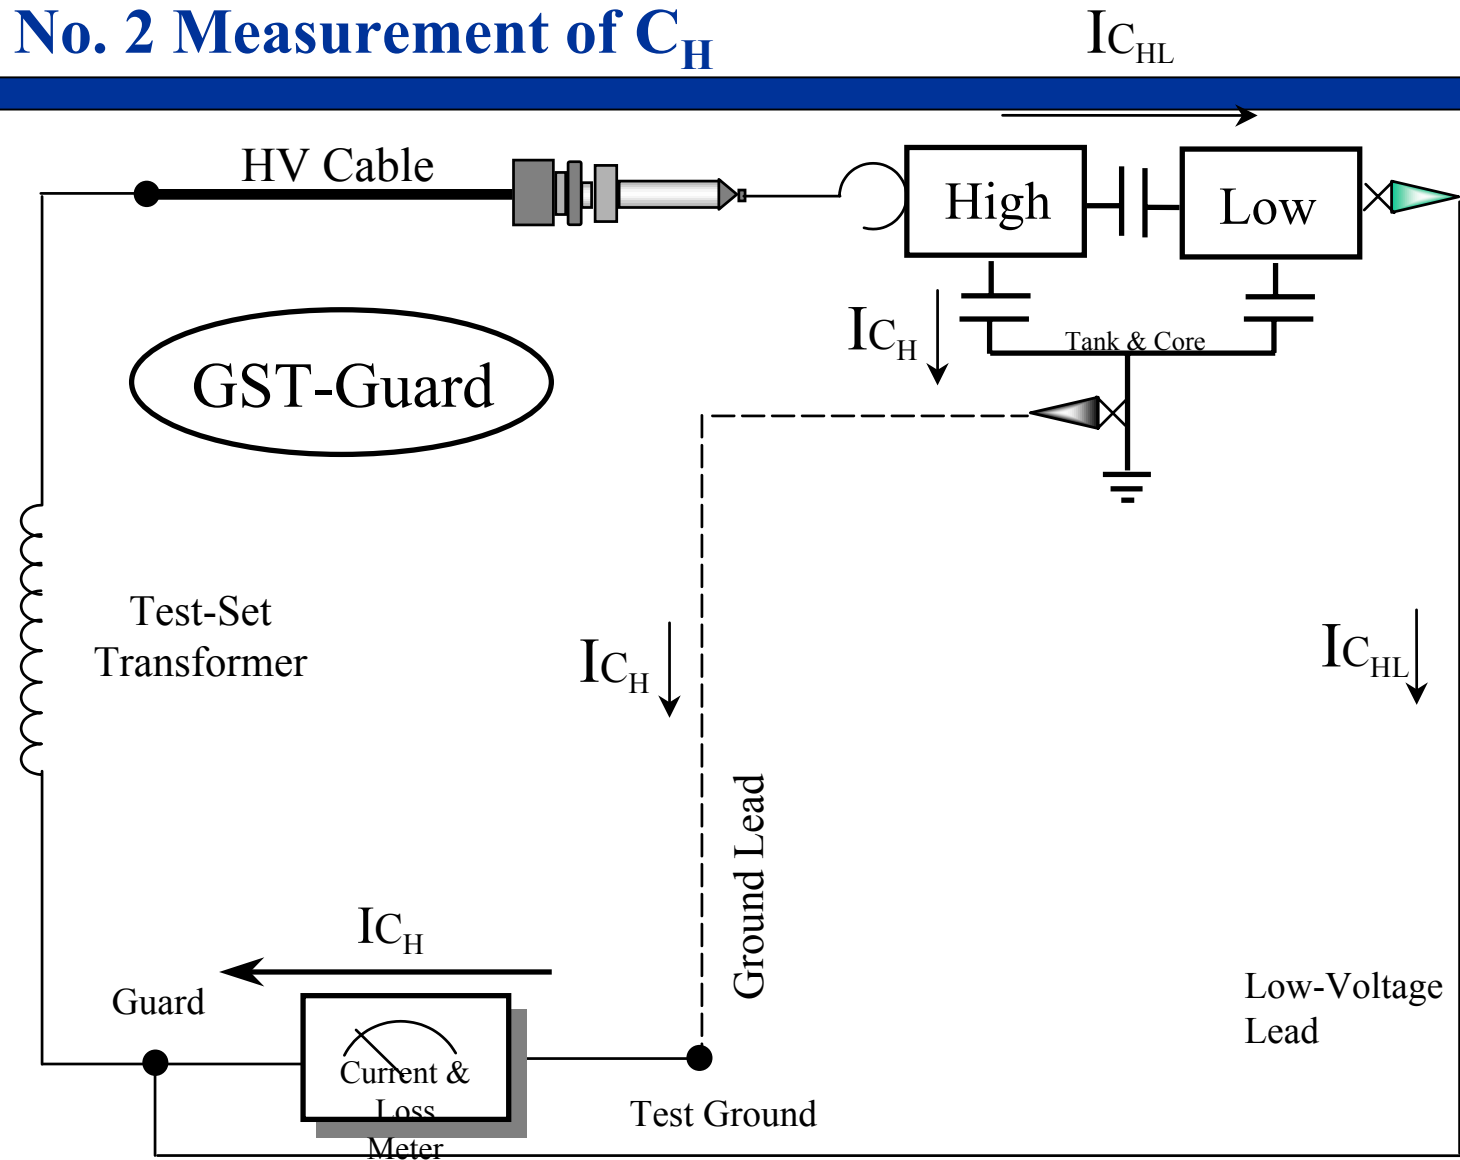 No. 2 Measurement of CH
ICHL
HV Cable
High
Low
ICH
Tank & Core
GST-Guard
Test-Set
Transformer
ICH
ICHL
Ground Lead
ICH
Guard
Low-Voltage
Lead
Current &
Loss
Meter
Test Ground